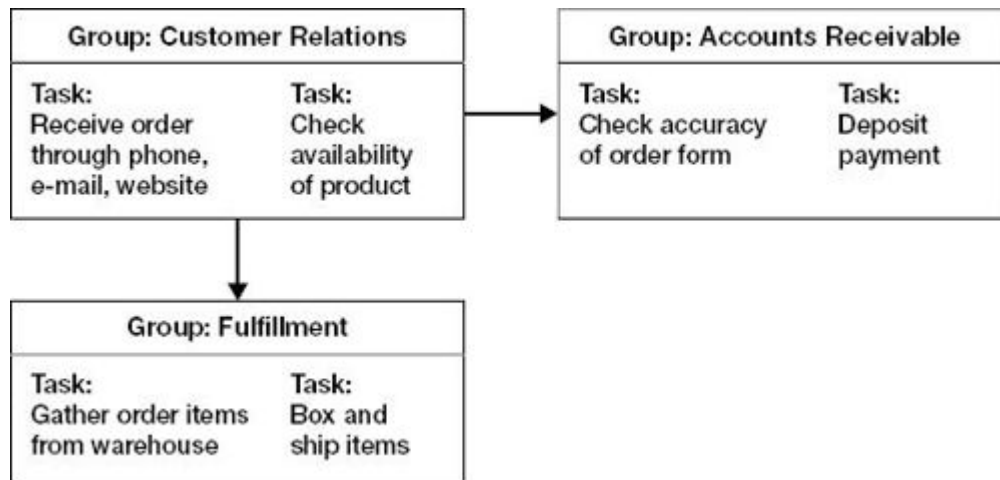 Group: Customer Relations
Task:
Receive order
through phone,
e-mail, website
Task:
Check
availability
of product
Group: Accounts Receivable
Task:
Check accuracy
of order form
Task:
Deposit
payment
Group: Fulfillment
Task:
Gather order items
from warehouse
Task:
Box and
ship items